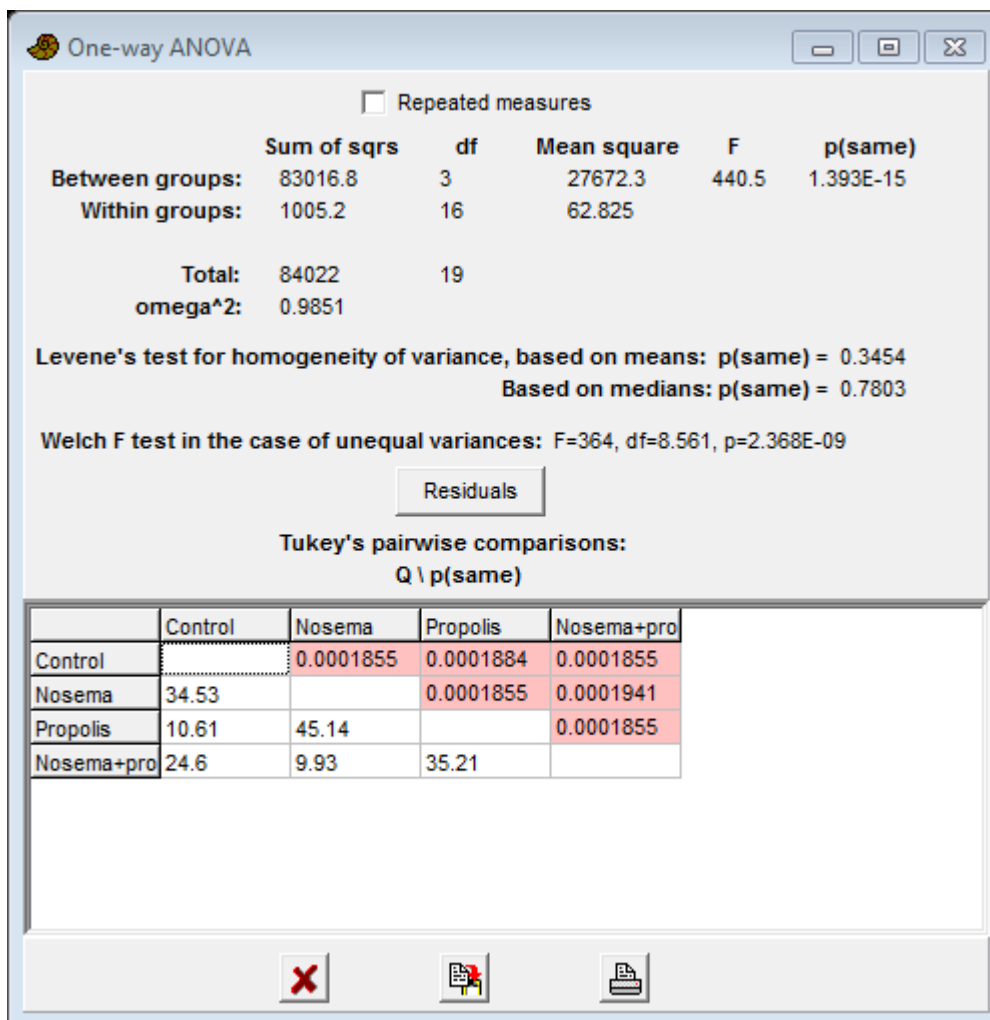 One-way ANOVA
Repeated measures
Sum of sqrs df Mean square F p(same)
Between groups: 83016.8 3 27672.3 440.5 1.393E-15
Within groups: 1005.2 16 62.825
Total: 84022 19
omega^2: 0.9851
Levene's test for homogeneity of variance, based on means: p(same) = 0.3454
Based on medians: p(same) = 0.7803
Welch F test in the case of unequal variances: F=364, df=8.561, p=2.368E-09
Residuals
Tukey's pairwise comparisons:
Q \ p(same)
Control Nosema Propolis Nosema+pro
Control 0.0001855 0.0001884 0.0001855
Nosema 34.53 0.0001855 0.0001941
Propolis 10.61 45.14 0.0001855
Nosema+pro 24.6 9.93 35.21